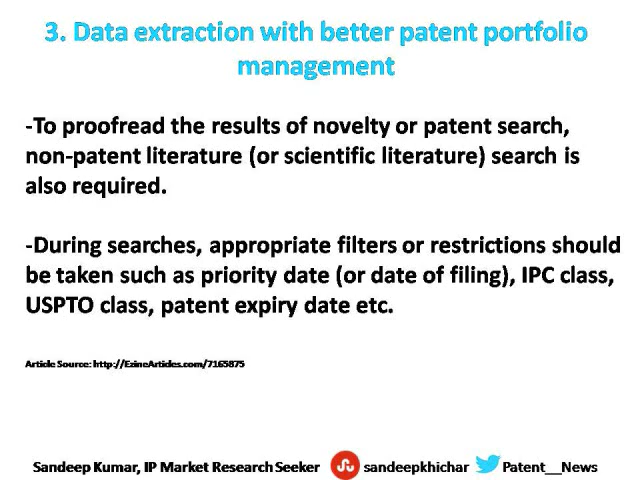 3. Data extraction with better patent portfolio
management
-To proofread the results of novelty or patent search,
non-patent literature (or scientific literature) search is
also required.
-During searches, appropriate filters or restrictions should
be taken such as priority date (or date of filing), IPC class,
USPTO class, patent expiry date etc.
Article Source: http://EzineArticles.com/7165875
Sandeep Kumar, IP Market Research Seeker sandeepkhichar Patent__News